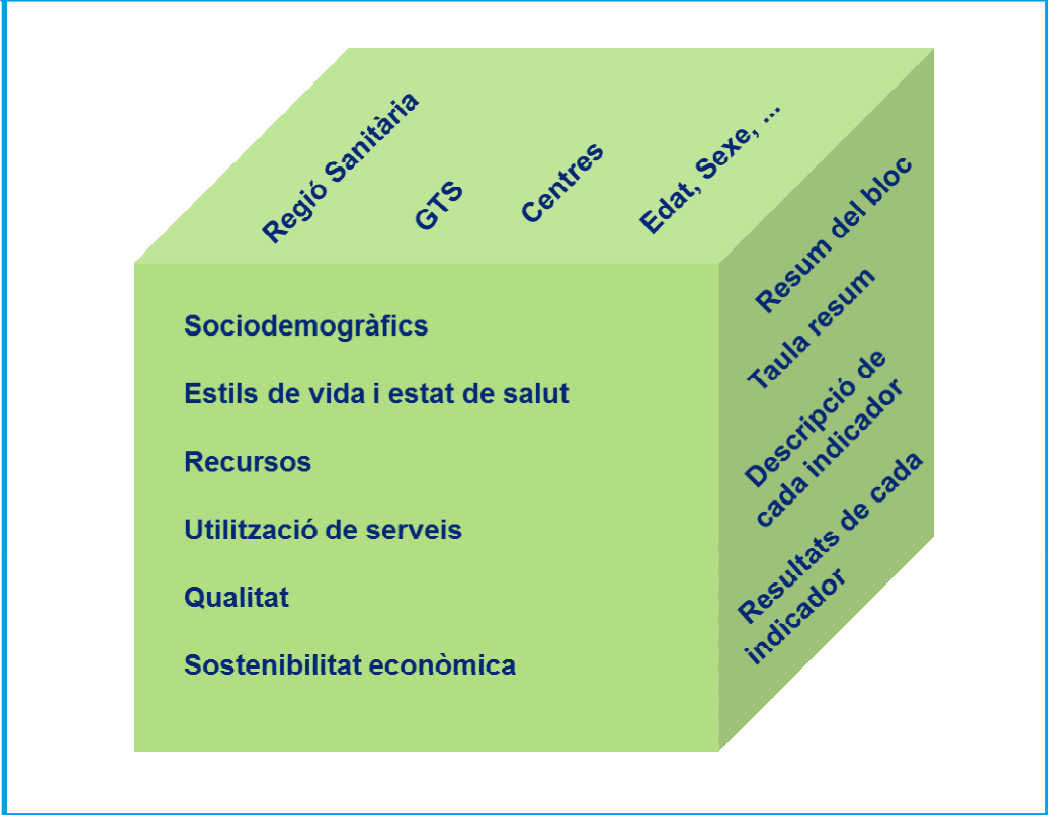 Regió Sanitària
GTS
Centres
Edat, Sexe, ...
Sociodemogràfics
Estils de vida i estat de salut
Recursos
Utilització de serveis
Qualitat
Sostenibilitat econòmica
Resum del bloc
Taula resum
Descripció de
cada indicador
Resultats de cada
indicador